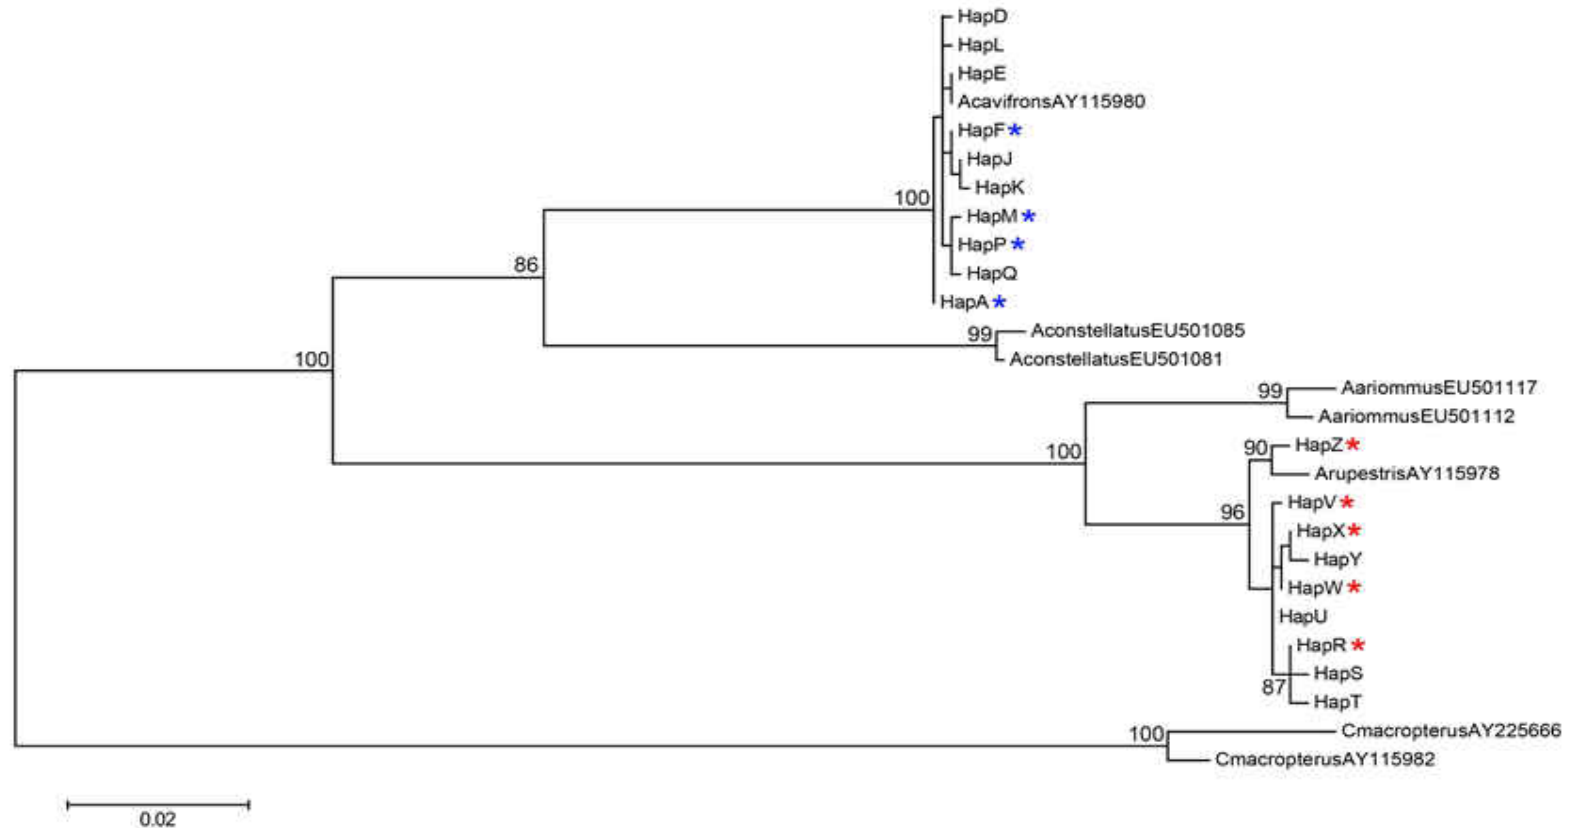 HapD
HapL
HapE
AcavifronsAY115980
HapF *
HapJ
HapK
100
HapM *
HapP *
86
HapQ
HapA *
99
AconstellatusEU501085
100
AconstellatusEU501081
99
AariommusEU501117
AariommusEU501112
100
90
HapZ *
ArupestrisAY115978
96
HapV *
HapX *
HapY
HapW *
HapU
HapR *
HapS
87
HapT
100
CmacropterusAY225666
CmacropterusAY115982
0.02